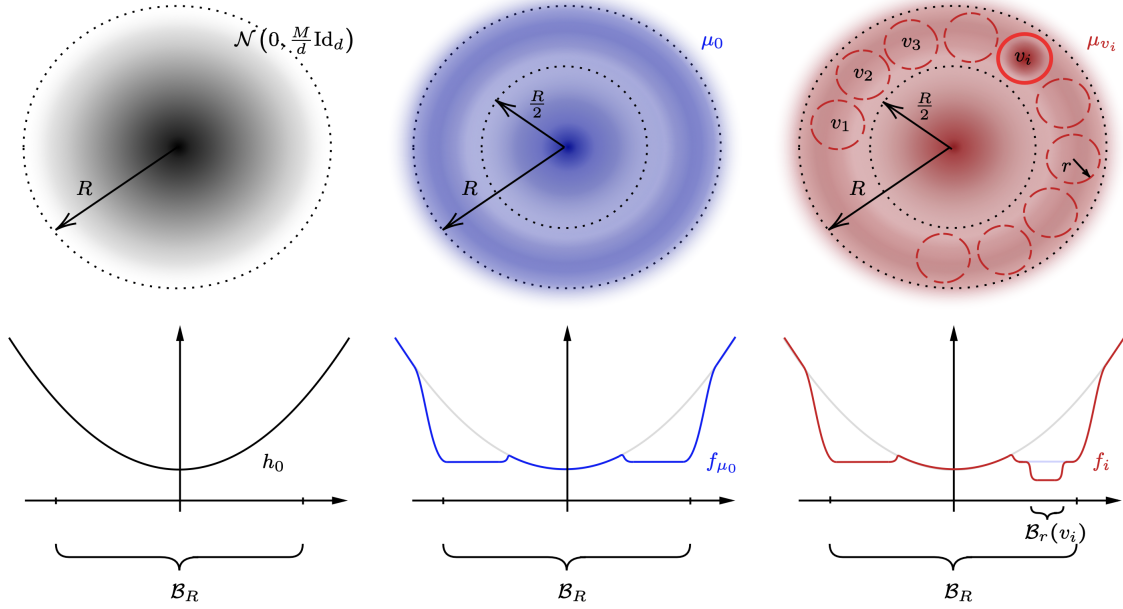 𝒩(0, M/d Id_d)
R
μ_0
R/2
R
μ_{v_i}
v_1
v_2
v_3
v_i
R/2
r
R
h_0
ℬ_R
f_{μ_0}
ℬ_R
f_i
ℬ_r(v_i)
ℬ_R